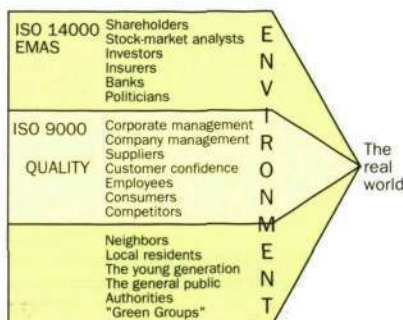 ISO 14000
EMAS
Shareholders
Stock-market analysts
Investors
Insurers
Banks
Politicians
ISO 9000
QUALITY
Corporate management
Company management
Suppliers
Customer confidence
Employees
Consumers
Competitors
Neighbors
Local residents
The young generation
The general public
Authorities
"Green Groups"
ENVIRONMENT
The
real
world